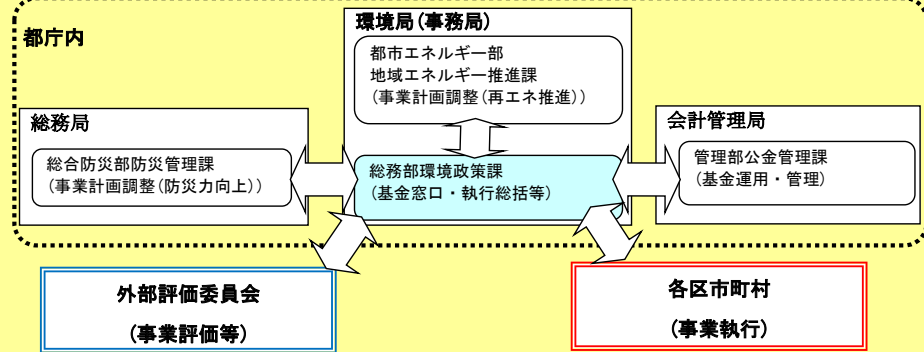 都庁内
環境局(事務局)
都市エネルギー部
地域エネルギー推進課
(事業計画調整(再エネ推進))
総務局
総合防災部防災管理課
(事業計画調整(防災力向上))
総務部環境政策課
(基金窓口・執行総括等)
会計管理局
管理部公金管理課
(基金運用・管理)
外部評価委員会
(事業評価等)
各区市町村
(事業執行)